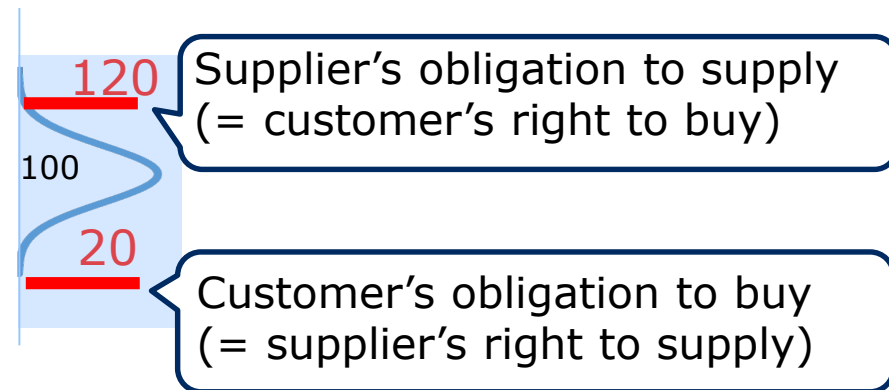 120
Supplier’s obligation to supply
(= customer’s right to buy)
100
20
Customer’s obligation to buy
(= supplier’s right to supply)